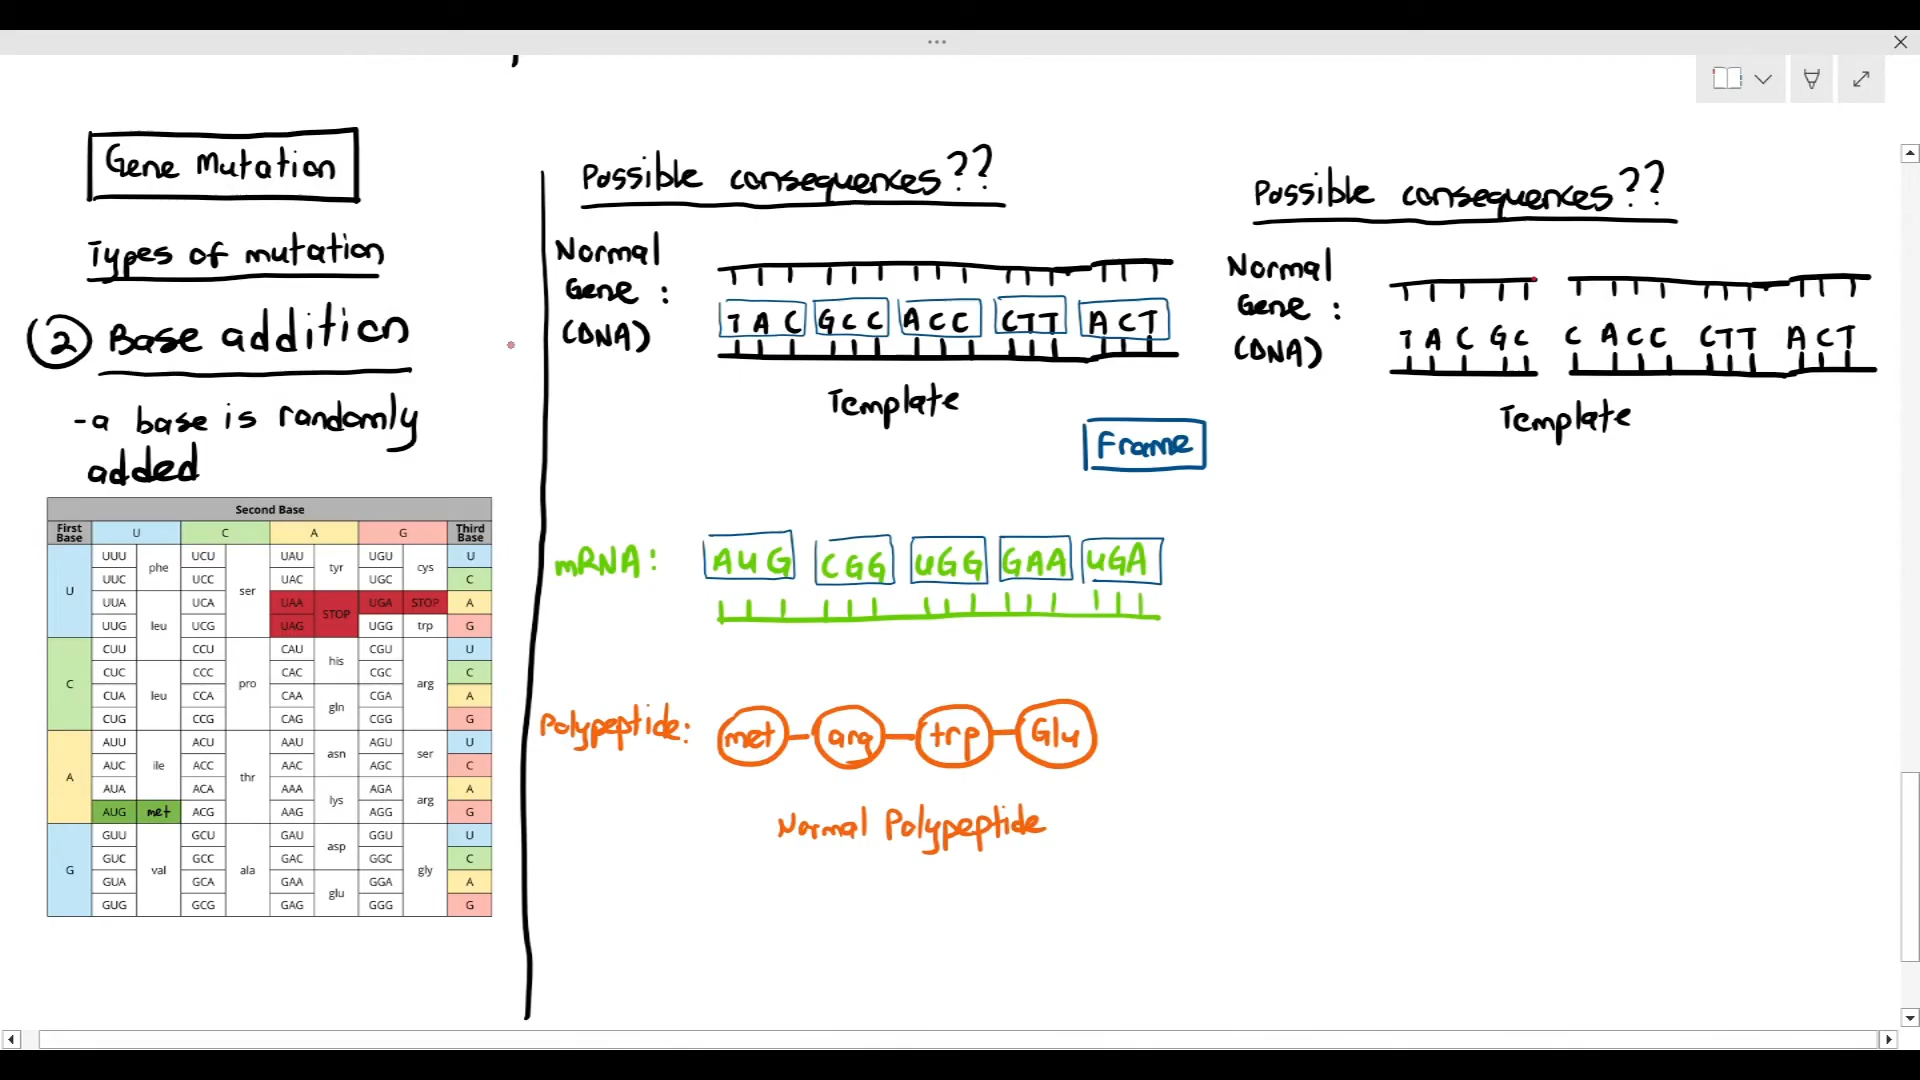 Gene Mutation
Types of mutation
2 Base addition
-a base is randomly
added
Second Base
First Base U C A G Third Base
U UUU phe UCU ser UAU tyr UGU cys U
UUC UCC UAC UGC C
UUA leu UCA UAA STOP UGA STOP A
UUG UCG UAG UGG trp G
C CUU leu CCU pro CAU his CGU arg U
CUC CCC CAC CGC C
CUA CCA CAA gln CGA A
CUG CCG CAG CGG G
A AUU ile ACU thr AAU asn AGU ser U
AUC ACC AAC AGC C
AUA ACA AAA lys AGA arg A
AUG met ACG AAG AGG G
G GUU val GCU ala GAU asp GGU gly U
GUC GCC GAC GGC C
GUA GCA GAA glu GGA A
GUG GCG GAG GGG G
Possible consequences??
Normal
Gene :
(DNA)
TAC GCC ACC CTT ACT
Template
Frame
mRNA: AUG CGG UGG GAA UGA
Polypeptide: met arg trp Glu
Normal Polypeptide
Possible consequences??
Normal
Gene :
(DNA)
T A C G C C A C C C T T A C T
Template